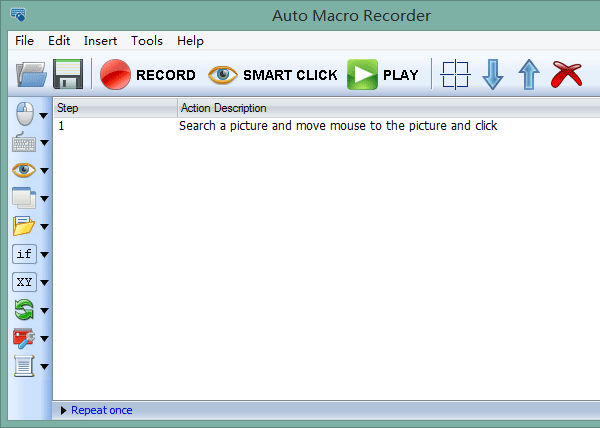 Auto Macro Recorder
File Edit Insert Tools Help
RECORD SMART CLICK PLAY
Step Action Description
1 Search a picture and move mouse to the picture and click
if
XY
Repeat once